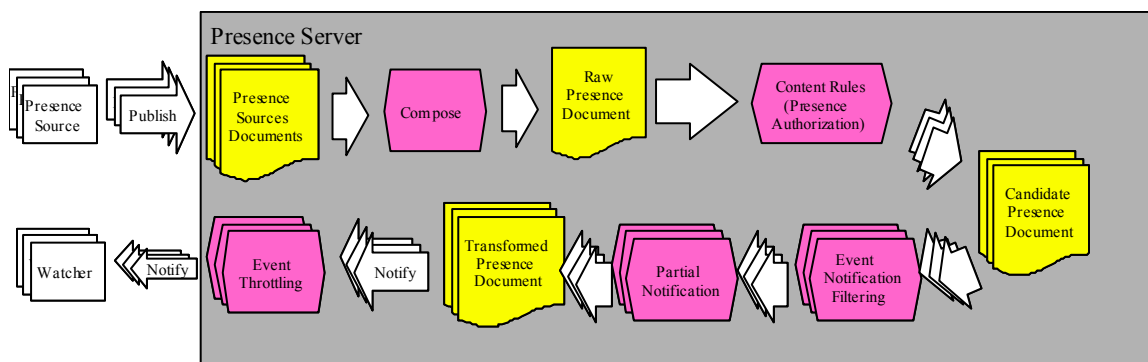 Presence Server
Presence
Source
Publish
Presence
Sources
Documents
Compose
Raw
Presence
Document
Content Rules
(Presence
Authorization)
Candidate
Presence
Document
Watcher
Notify
Event
Throttling
Notify
Transformed
Presence
Document
Partial
Notification
Event
Notification
Filtering